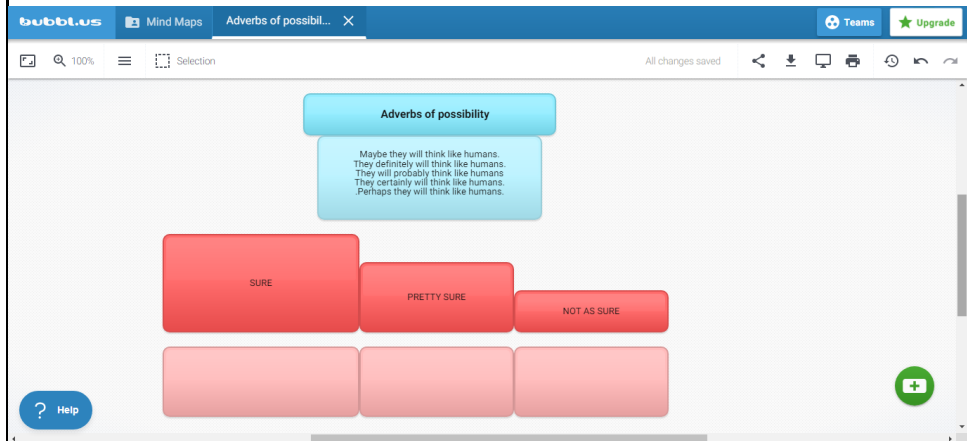 bubbl.us
Mind Maps
Adverbs of possibil...
Teams
Upgrade
100%
Selection
All changes saved
Adverbs of possibility
Maybe they will think like humans.
They definitely will think like humans.
They will probably think like humans
They certainly will think like humans.
.Perhaps they will think like humans.
SURE
PRETTY SURE
NOT AS SURE
? Help